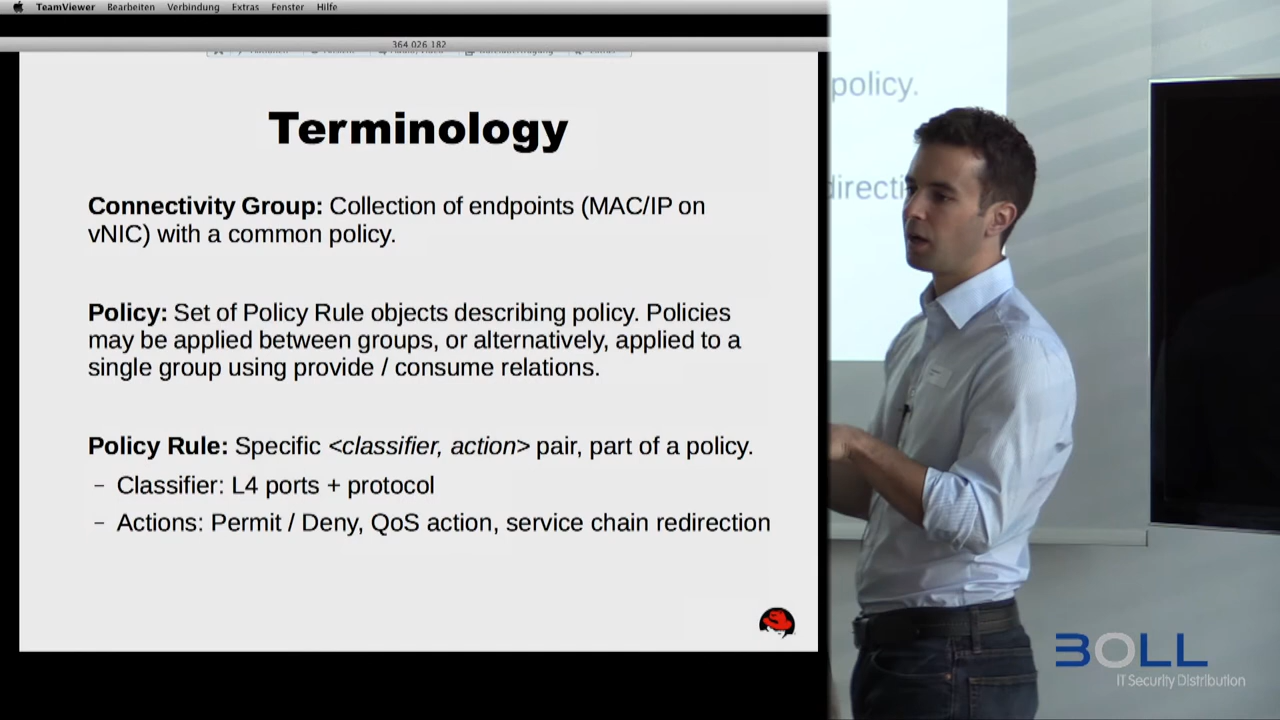 TeamViewer Bearbeiten Verbindung Extras Fenster Hilfe
364 026 182
Terminology
Connectivity Group: Collection of endpoints (MAC/IP on
vNIC) with a common policy.
Policy: Set of Policy Rule objects describing policy. Policies
may be applied between groups, or alternatively, applied to a
single group using provide / consume relations.
Policy Rule: Specific <classifier, action> pair, part of a policy.
– Classifier: L4 ports + protocol
– Actions: Permit / Deny, QoS action, service chain redirection
policy.
BOLL
IT Security Distribution